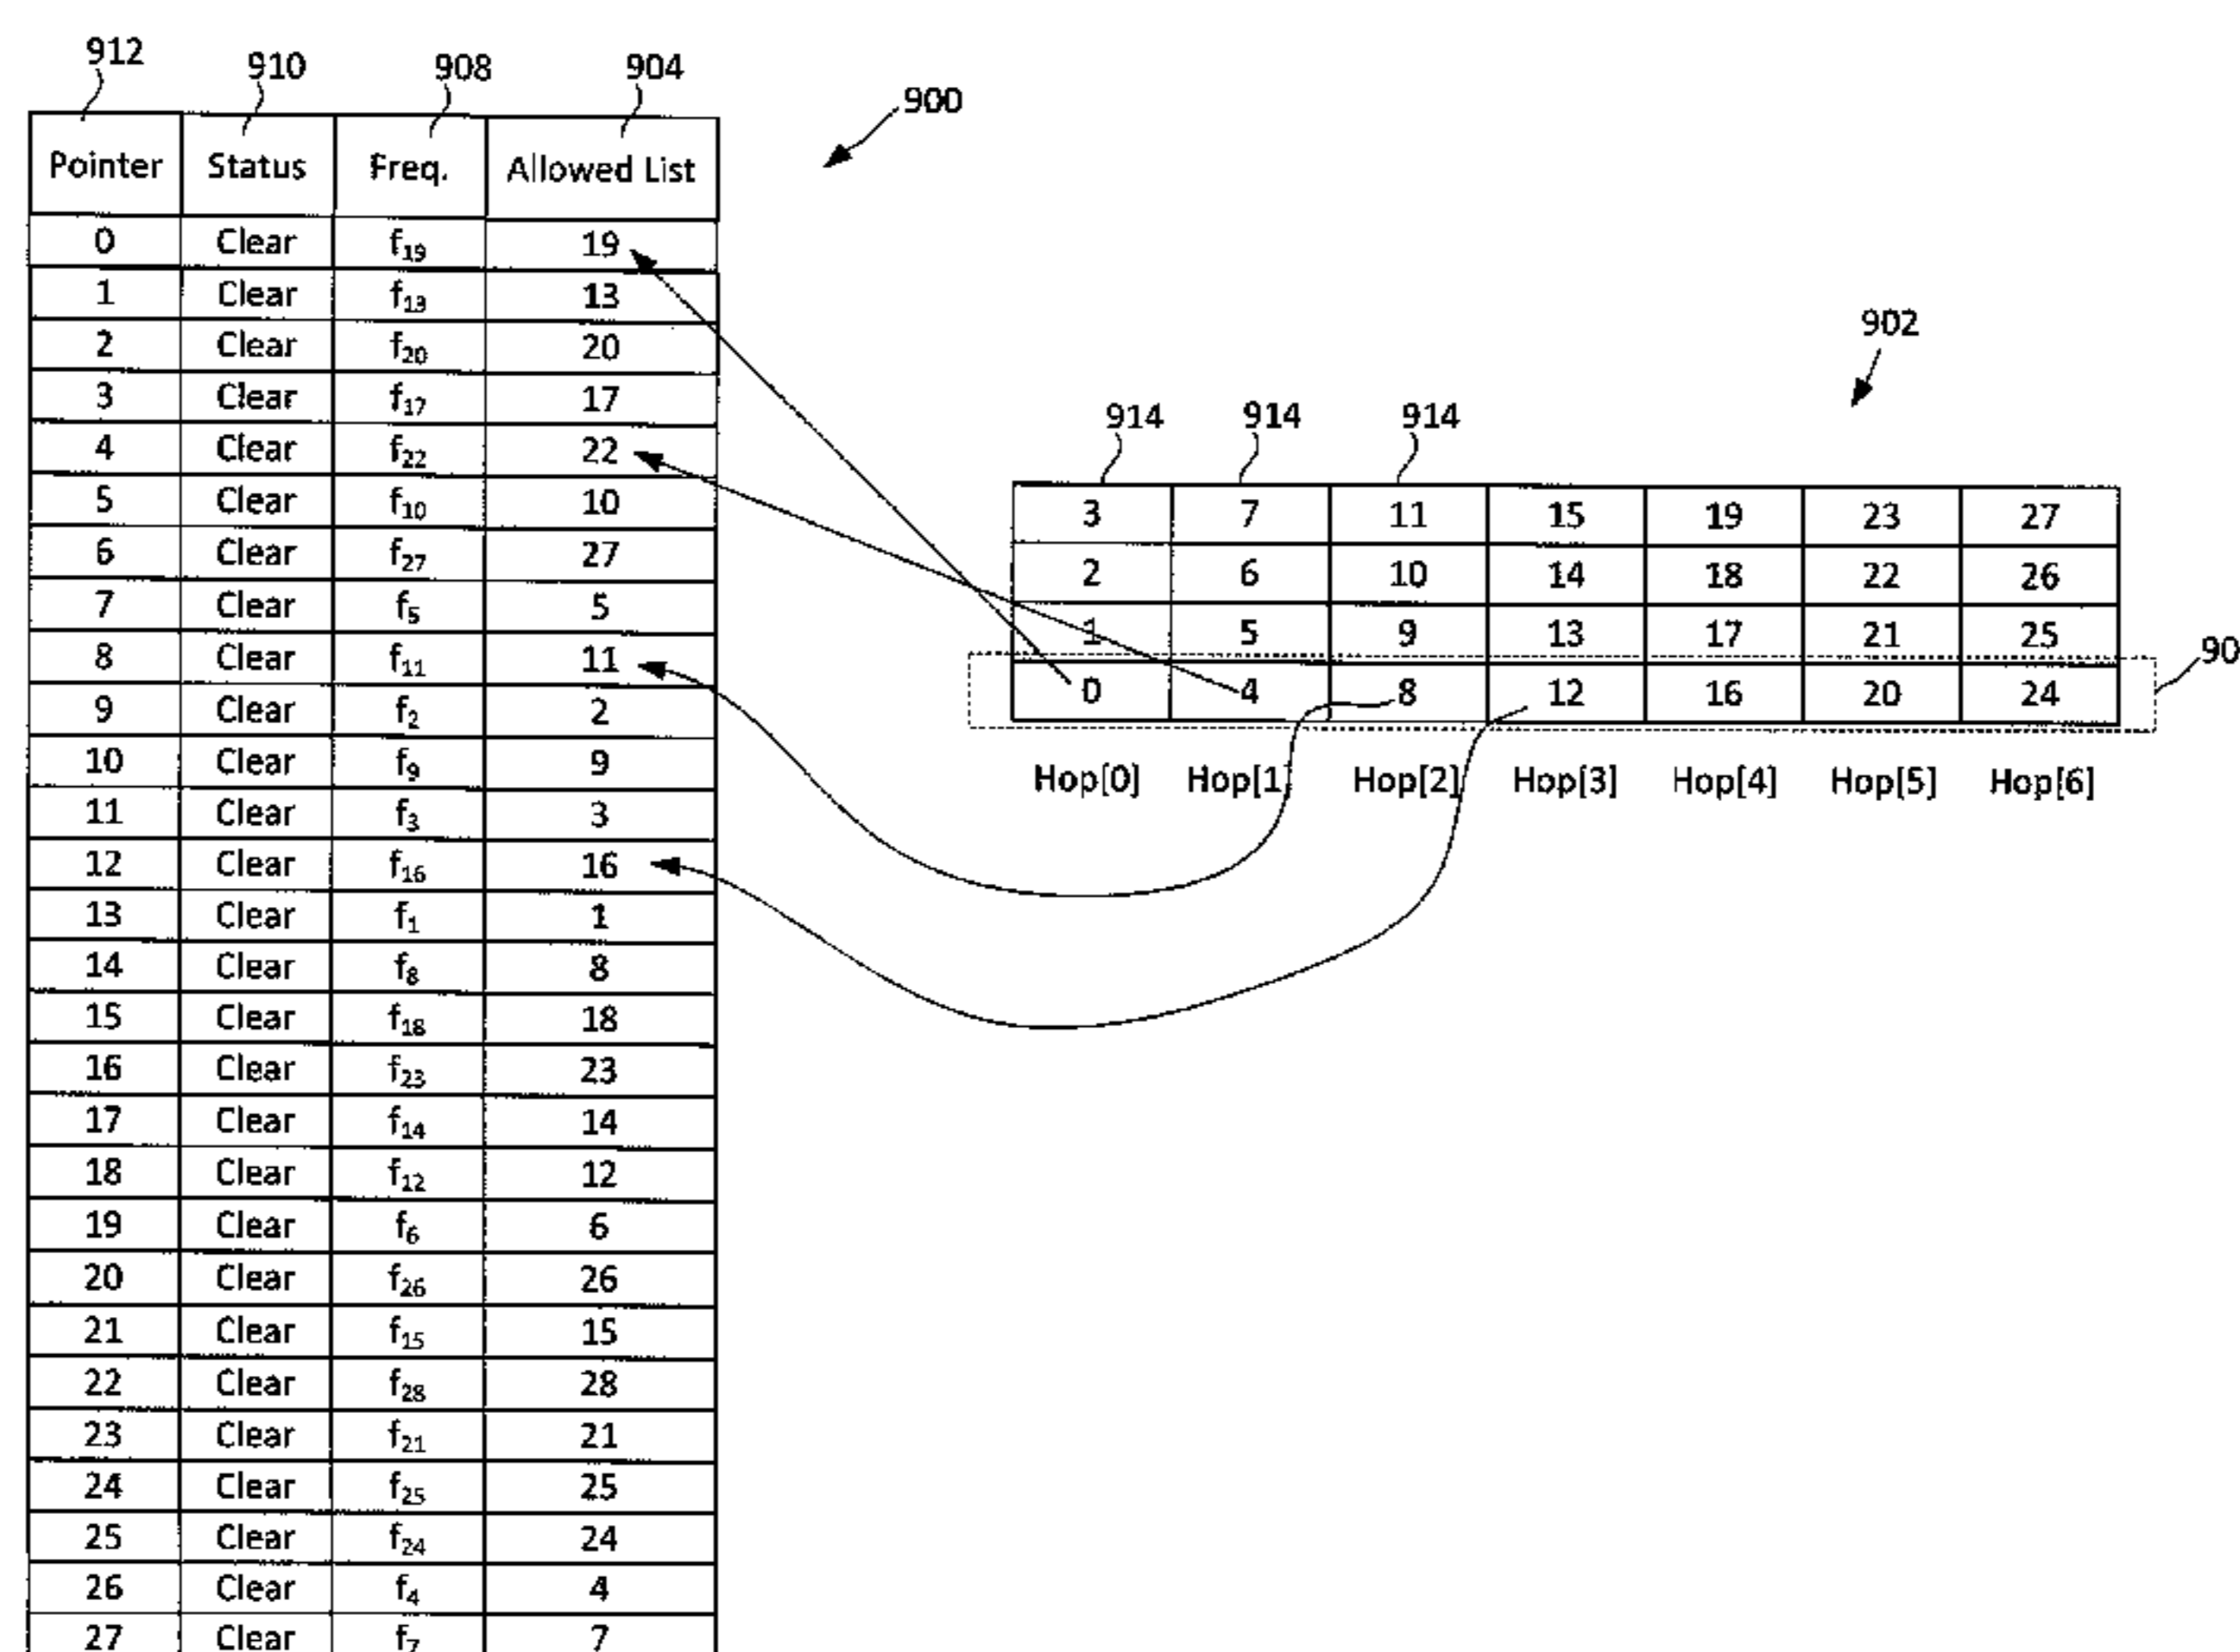 912 910 908 904
900
Pointer Status Freq. Allowed List
0 Clear f19 19
1 Clear f13 13
2 Clear f20 20
3 Clear f17 17
4 Clear f22 22
5 Clear f10 10
6 Clear f27 27
7 Clear f5 5
8 Clear f11 11
9 Clear f2 2
10 Clear f9 9
11 Clear f3 3
12 Clear f16 16
13 Clear f1 1
14 Clear f8 8
15 Clear f18 18
16 Clear f23 23
17 Clear f14 14
18 Clear f12 12
19 Clear f6 6
20 Clear f26 26
21 Clear f15 15
22 Clear f28 28
23 Clear f21 21
24 Clear f25 25
25 Clear f24 24
26 Clear f4 4
27 Clear f7 7
902
914 914 914
3 7 11 15 19 23 27
2 6 10 14 18 22 26
1 5 9 13 17 21 25
90
0 4 8 12 16 20 24
Hop[0] Hop[1] Hop[2] Hop[3] Hop[4] Hop[5] Hop[6]